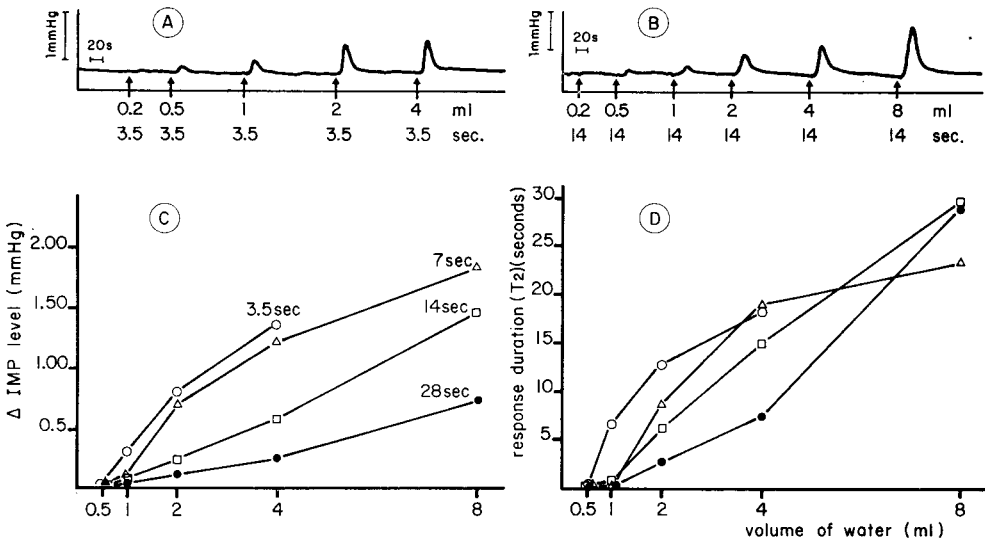 A
1mmHg
20s
0.2 0.5 1 2 4 ml
3.5 3.5 3.5 3.5 3.5 sec.
B
1mmHg
20s
0.2 0.5 1 2 4 8 ml
14 14 14 14 14 14 sec.
C
Δ IMP level (mmHg)
2.00
1.50
1.00
0.5
3.5sec
7sec
14sec
28sec
0.5 1 2 4 8
D
response duration (T2)(seconds)
30
25
20
15
10
5
0.5 1 2 4 8
volume of water (ml)